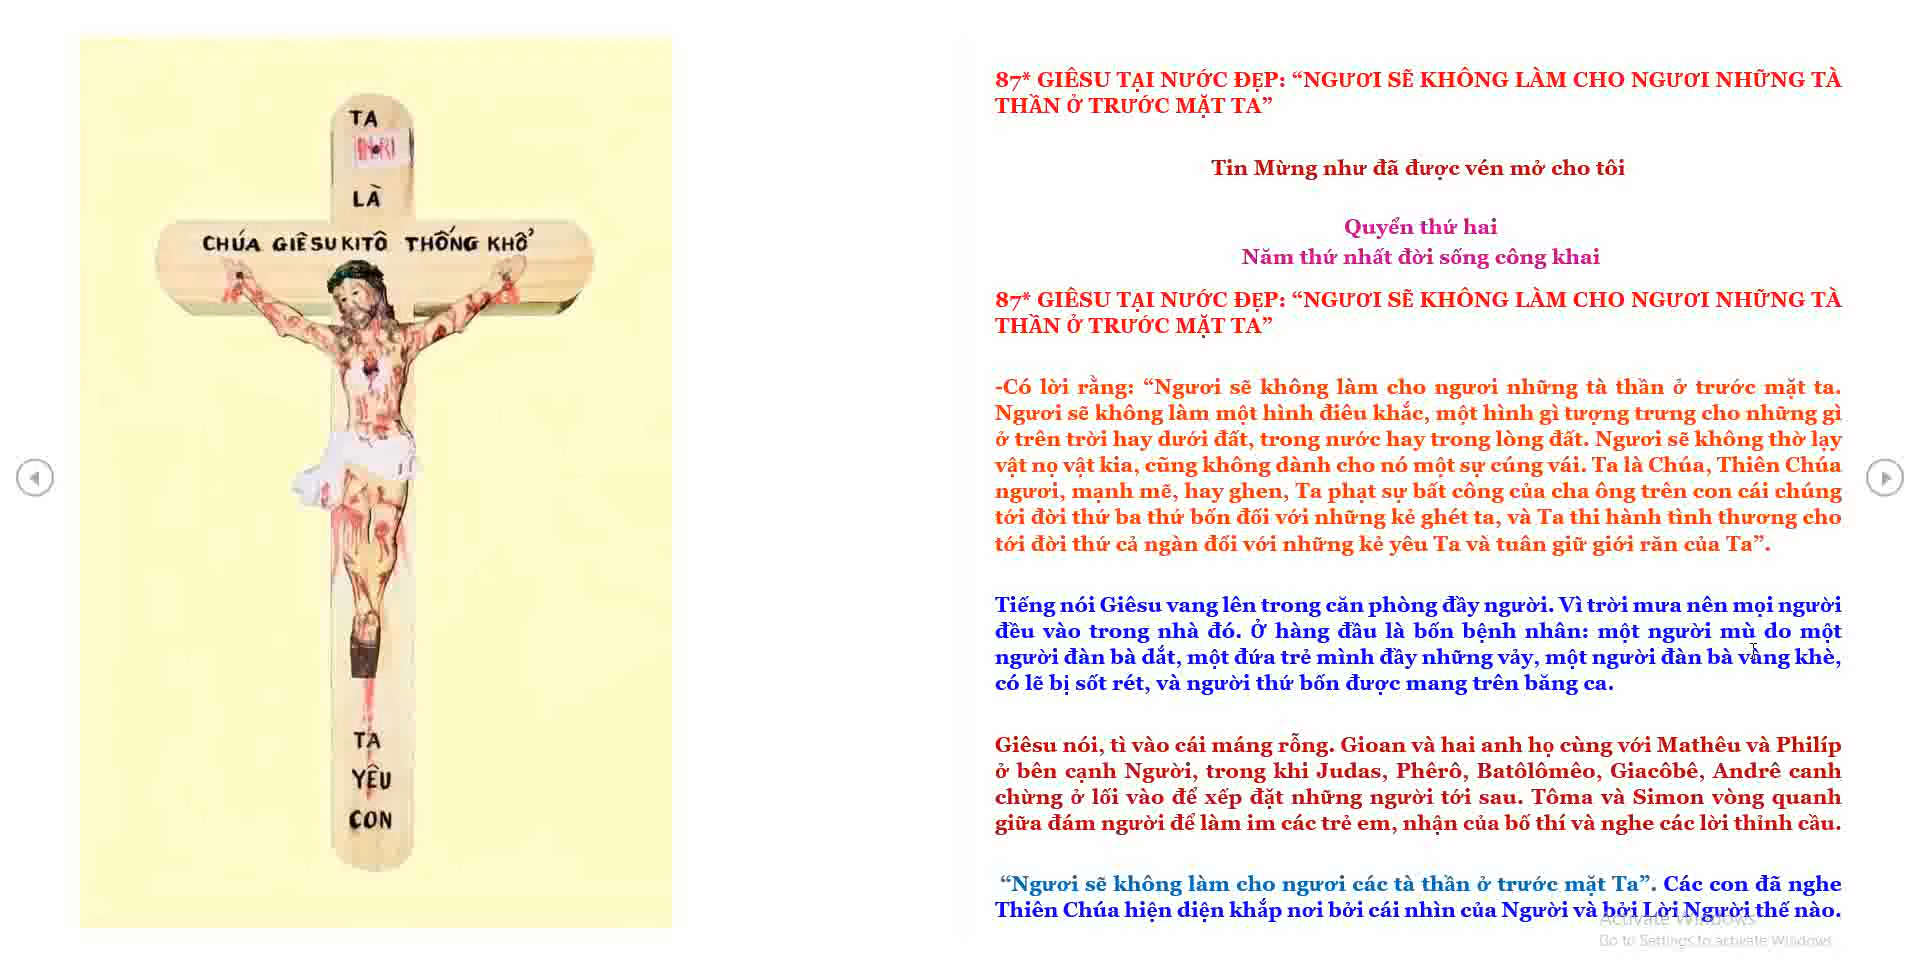 TA
INRI
LÀ
CHÚA GIÊSU KITÔ THỐNG KHỔ
TA
YÊU
CON
87* GIÊSU TẠI NƯỚC ĐẸP: “NGƯƠI SẼ KHÔNG LÀM CHO NGƯƠI NHỮNG TÀ
THẦN Ở TRƯỚC MẶT TA”
Tin Mừng như đã được vén mở cho tôi
Quyển thứ hai
Năm thứ nhất đời sống công khai
87* GIÊSU TẠI NƯỚC ĐẸP: “NGƯƠI SẼ KHÔNG LÀM CHO NGƯƠI NHỮNG TÀ
THẦN Ở TRƯỚC MẶT TA”
-Có lời rằng: “Ngươi sẽ không làm cho ngươi những tà thần ở trước mặt ta.
Ngươi sẽ không làm một hình điêu khắc, một hình gì tượng trưng cho những gì
ở trên trời hay dưới đất, trong nước hay trong lòng đất. Ngươi sẽ không thờ lạy
vật nọ vật kia, cũng không dành cho nó một sự cúng vái. Ta là Chúa, Thiên Chúa
ngươi, mạnh mẽ, hay ghen, Ta phạt sự bất công của cha ông trên con cái chúng
tới đời thứ ba thứ bốn đối với những kẻ ghét ta, và Ta thi hành tình thương cho
tới đời thứ cả ngàn đối với những kẻ yêu Ta và tuân giữ giới răn của Ta”.
Tiếng nói Giêsu vang lên trong căn phòng đầy người. Vì trời mưa nên mọi người
đều vào trong nhà đó. Ở hàng đầu là bốn bệnh nhân: một người mù do một
người đàn bà dắt, một đứa trẻ mình đầy những vảy, một người đàn bà vàng khè,
có lẽ bị sốt rét, và người thứ bốn được mang trên băng ca.
Giêsu nói, tì vào cái máng rỗng. Gioan và hai anh họ cùng với Mathêu và Philíp
ở bên cạnh Người, trong khi Judas, Phêrô, Batôlômêo, Giacôbê, Andrê canh
chừng ở lối vào để xếp đặt những người tới sau. Tôma và Simon vòng quanh
giữa đám người để làm im các trẻ em, nhận của bố thí và nghe các lời thỉnh cầu.
“Ngươi sẽ không làm cho ngươi các tà thần ở trước mặt Ta”. Các con đã nghe
Thiên Chúa hiện diện khắp nơi bởi cái nhìn của Người và bởi Lời Người thế nào.
Activate Windows
Go to Settings to activate Windows.